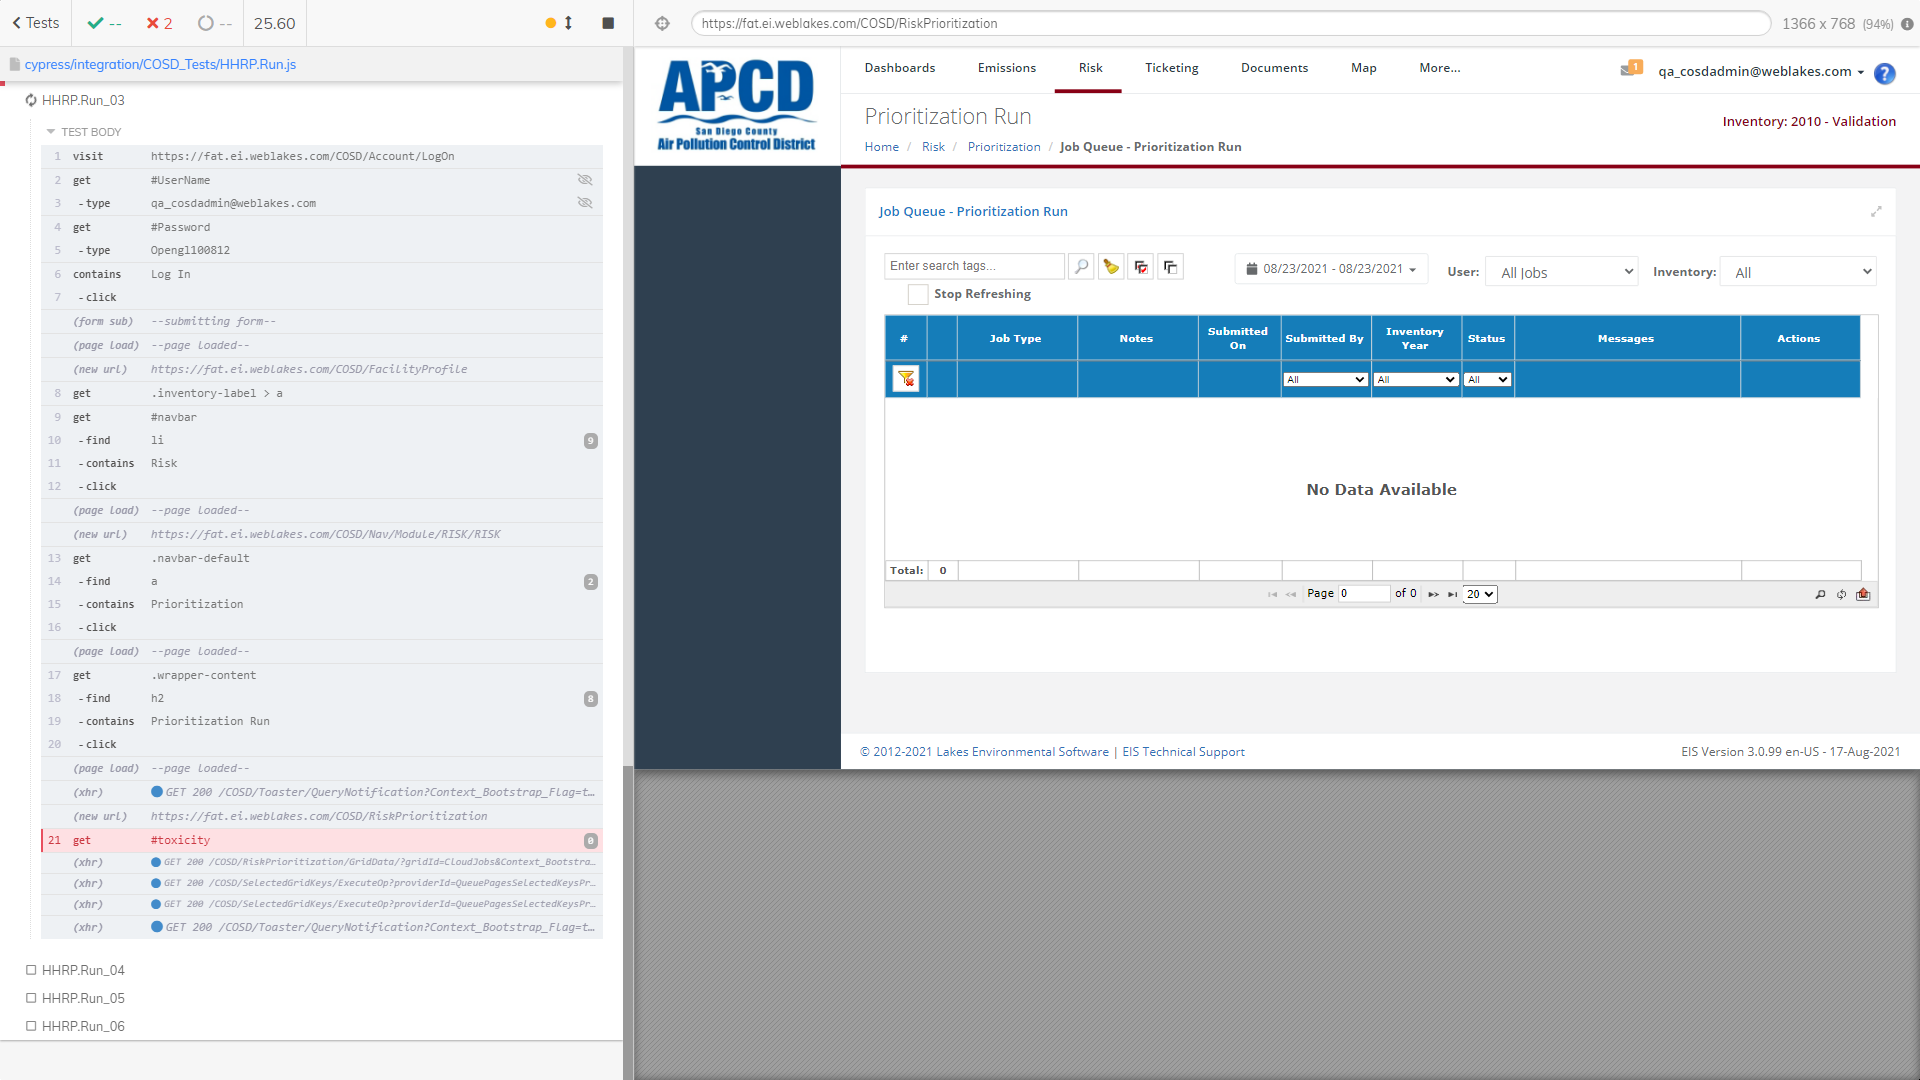 Tests
--
2
--
25.60
https://fat.ei.weblakes.com/COSD/RiskPrioritization
1366 x 768 (94%)
cypress/integration/COSD_Tests/HHRP.Run.js
HHRP.Run_03
TEST BODY
1 visit https://fat.ei.weblakes.com/COSD/Account/LogOn
2 get #UserName
3 -type qa_cosdadmin@weblakes.com
4 get #Password
5 -type Opengl100812
6 contains Log In
7 -click
(form sub) --submitting form--
(page load) --page loaded--
(new url) https://fat.ei.weblakes.com/COSD/FacilityProfile
8 get .inventory-label > a
9 get #navbar
10 -find li 9
11 -contains Risk
12 -click
(page load) --page loaded--
(new url) https://fat.ei.weblakes.com/COSD/Nav/Module/RISK/RISK
13 get .navbar-default
14 -find a 2
15 -contains Prioritization
16 -click
(page load) --page loaded--
17 get .wrapper-content
18 -find h2 8
19 -contains Prioritization Run
20 -click
(page load) --page loaded--
(xhr) GET 200 /COSD/Toaster/QueryNotification?Context_Bootstrap_Flag=t...
(new url) https://fat.ei.weblakes.com/COSD/RiskPrioritization
21 get #toxicity 0
(xhr) GET 200 /COSD/RiskPrioritization/GridData/?gridId=CloudJobs&Context_Bootstra...
(xhr) GET 200 /COSD/SelectedGridKeys/ExecuteOp?providerId=QueuePagesSelectedKeysPr...
(xhr) GET 200 /COSD/SelectedGridKeys/ExecuteOp?providerId=QueuePagesSelectedKeysPr...
(xhr) GET 200 /COSD/Toaster/QueryNotification?Context_Bootstrap_Flag=t...
HHRP.Run_04
HHRP.Run_05
HHRP.Run_06
APCD
San Diego County
Air Pollution Control District
Dashboards Emissions Risk Ticketing Documents Map More...
1
qa_cosdadmin@weblakes.com
?
Prioritization Run
Inventory: 2010 - Validation
Home / Risk / Prioritization / Job Queue - Prioritization Run
Job Queue - Prioritization Run
Enter search tags...
08/23/2021 - 08/23/2021
User: All Jobs
Inventory: All
Stop Refreshing
# Job Type Notes Submitted On Submitted By Inventory Year Status Messages Actions
All All All
No Data Available
Total: 0
Page 0 of 0 20
© 2012-2021 Lakes Environmental Software | EIS Technical Support
EIS Version 3.0.99 en-US - 17-Aug-2021